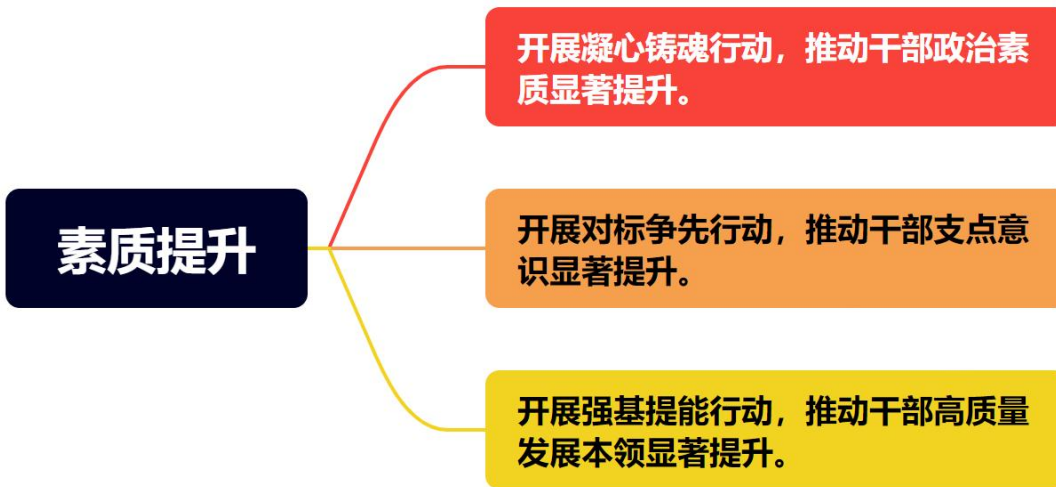 开展凝心铸魂行动，推动干部政治素
质显著提升。
素质提升
开展对标争先行动，推动干部支点意
识显著提升。
开展强基提能行动，推动干部高质量
发展本领显著提升。